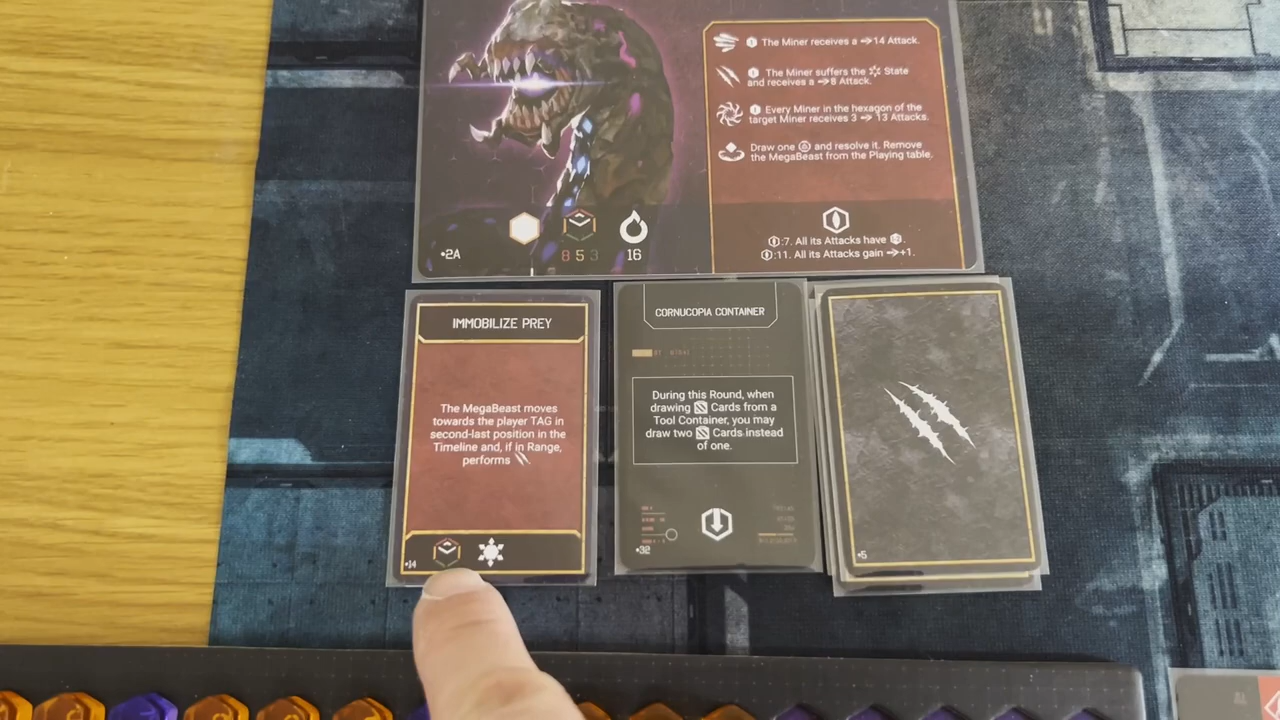 The Miner receives a 14 Attack.
The Miner suffers the State
and receives a 8 Attack.
Every Miner in the hexagon of the
target Miner receives 3 13 Attacks.
Draw one and resolve it. Remove
the MegaBeast from the Playing table.
•2A
8 5 3
16
:7. All its Attacks have .
:11. All its Attacks gain +1.
IMMOBILIZE PREY
The MegaBeast moves
towards the player TAG in
second-last position in the
Timeline and, if in Range,
performs .
•14
CORNUCOPIA CONTAINER
During this Round, when
drawing Cards from a
Tool Container, you may
draw two Cards instead
of one.
•32
•5